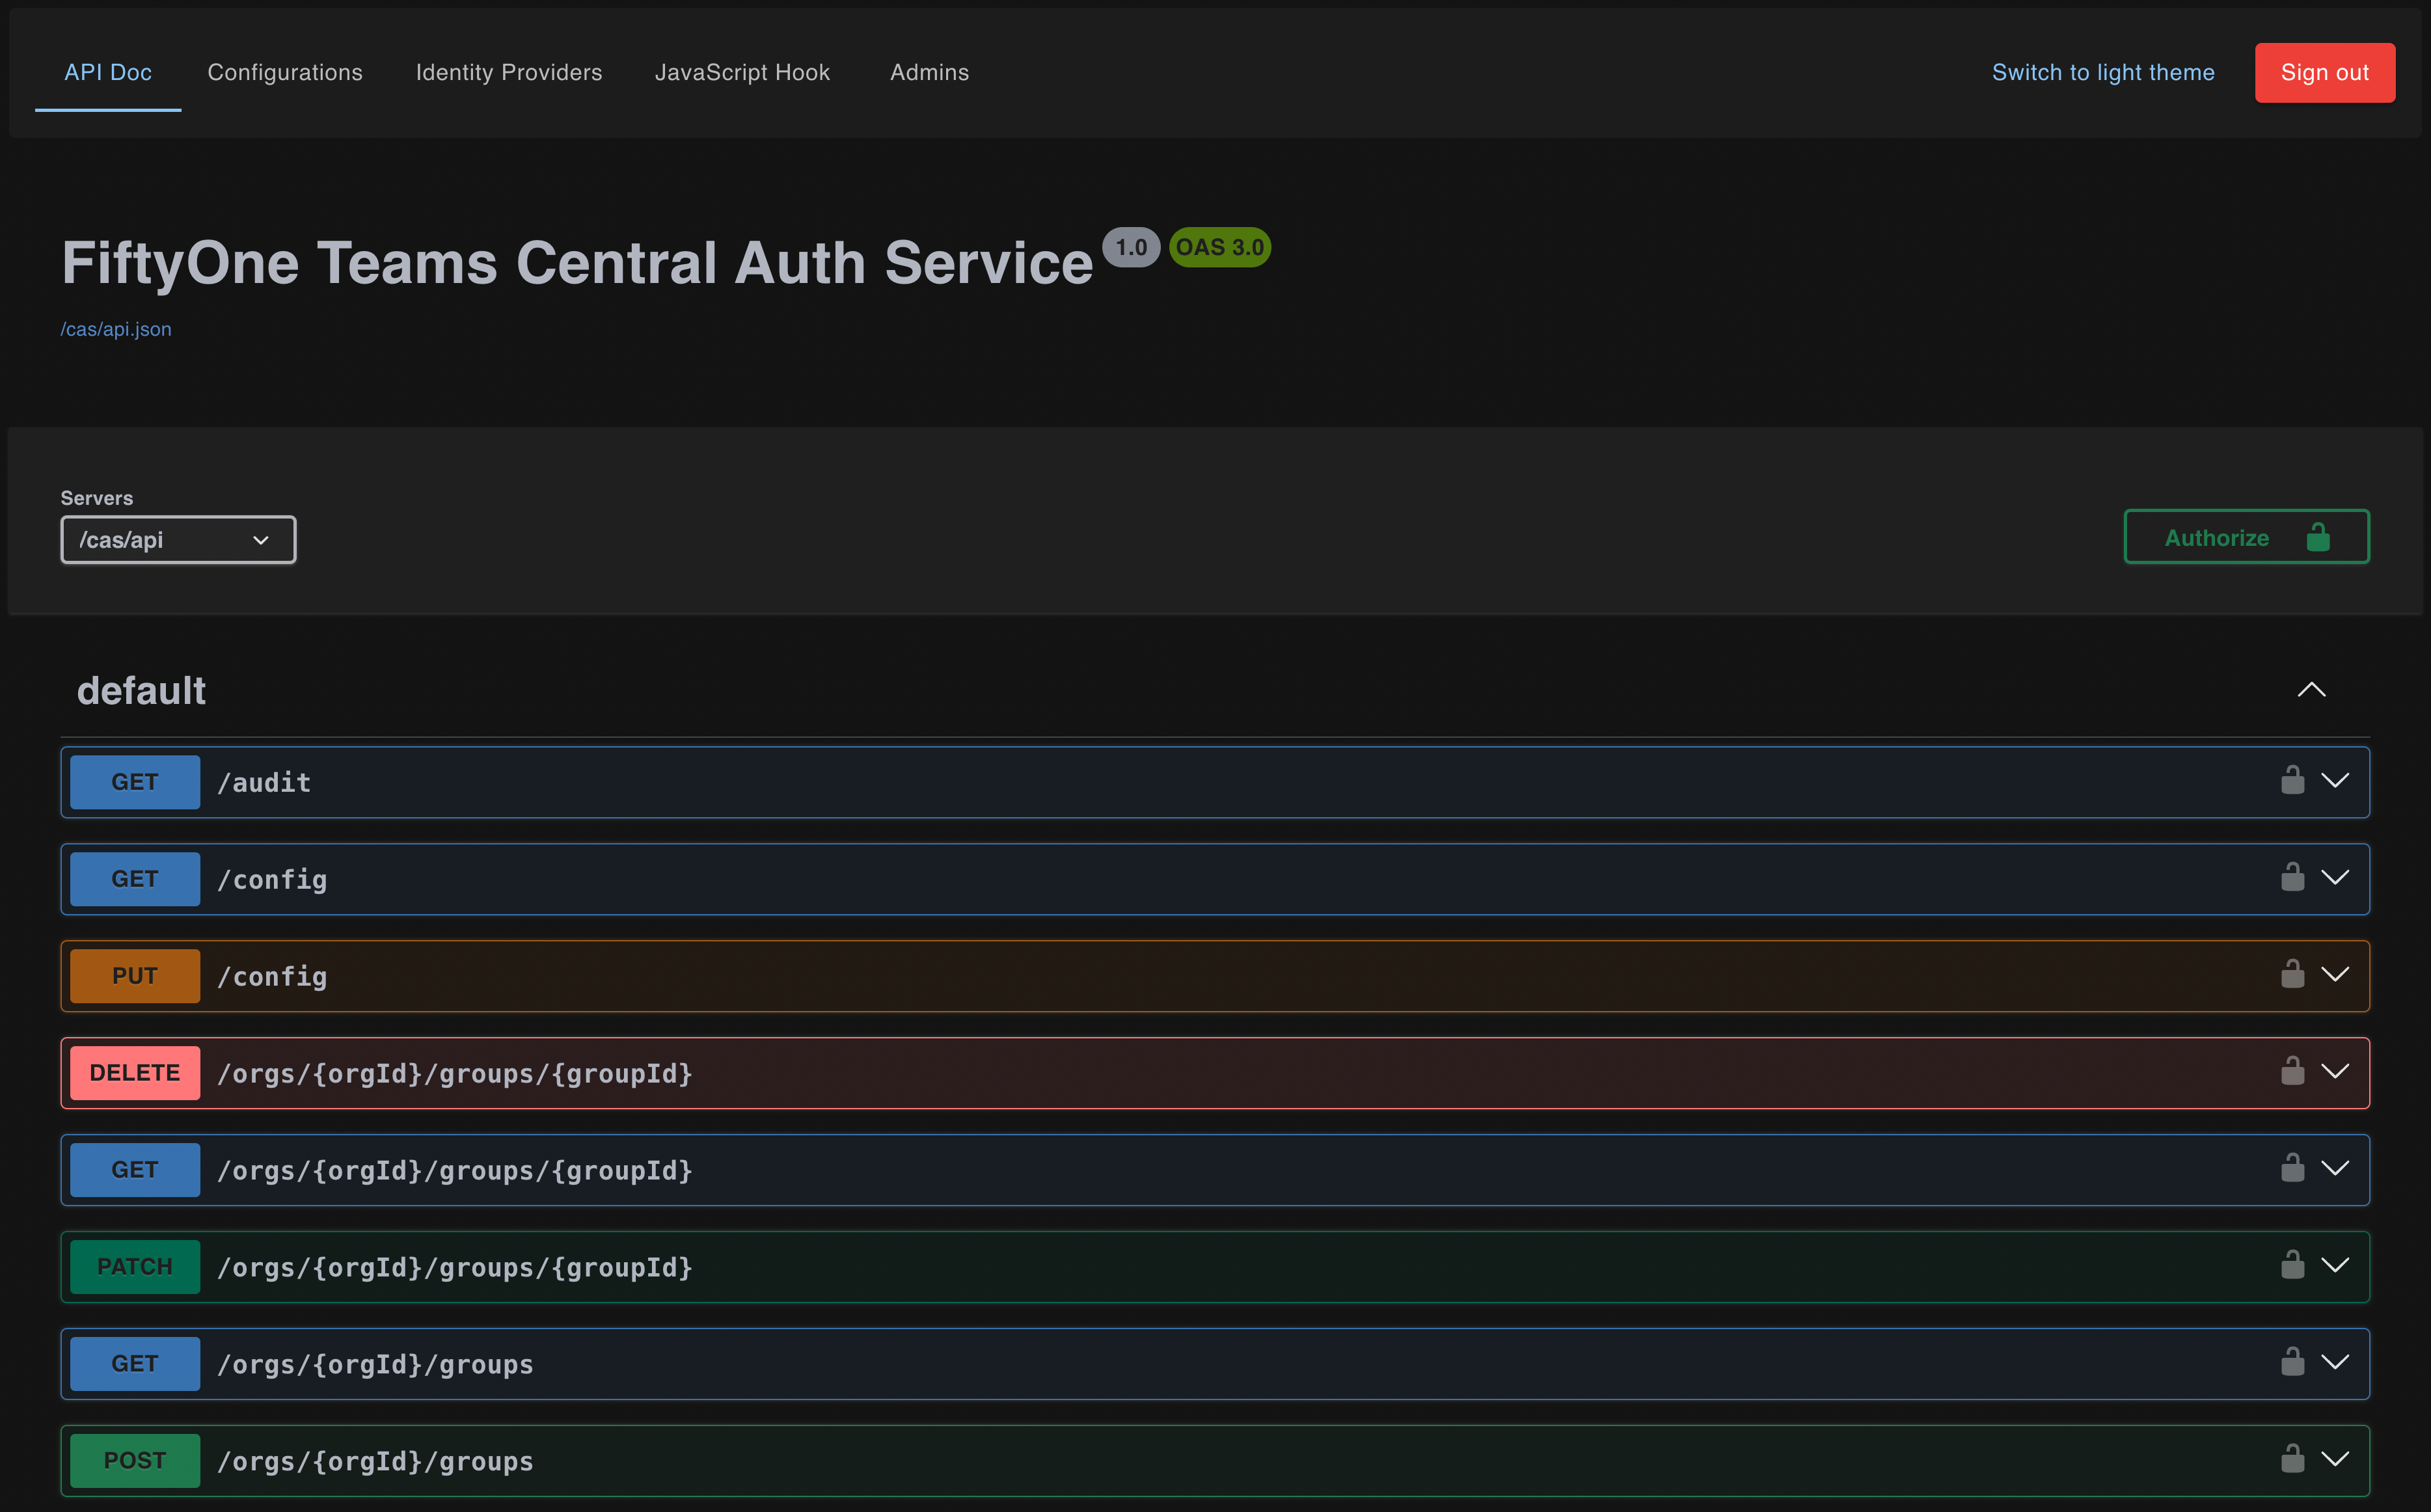 API Doc Configurations Identity Providers JavaScript Hook Admins Switch to light theme Sign out
FiftyOne Teams Central Auth Service 1.0 OAS 3.0
/cas/api.json
Servers
/cas/api
Authorize
default
GET /audit
GET /config
PUT /config
DELETE /orgs/{orgId}/groups/{groupId}
GET /orgs/{orgId}/groups/{groupId}
PATCH /orgs/{orgId}/groups/{groupId}
GET /orgs/{orgId}/groups
POST /orgs/{orgId}/groups